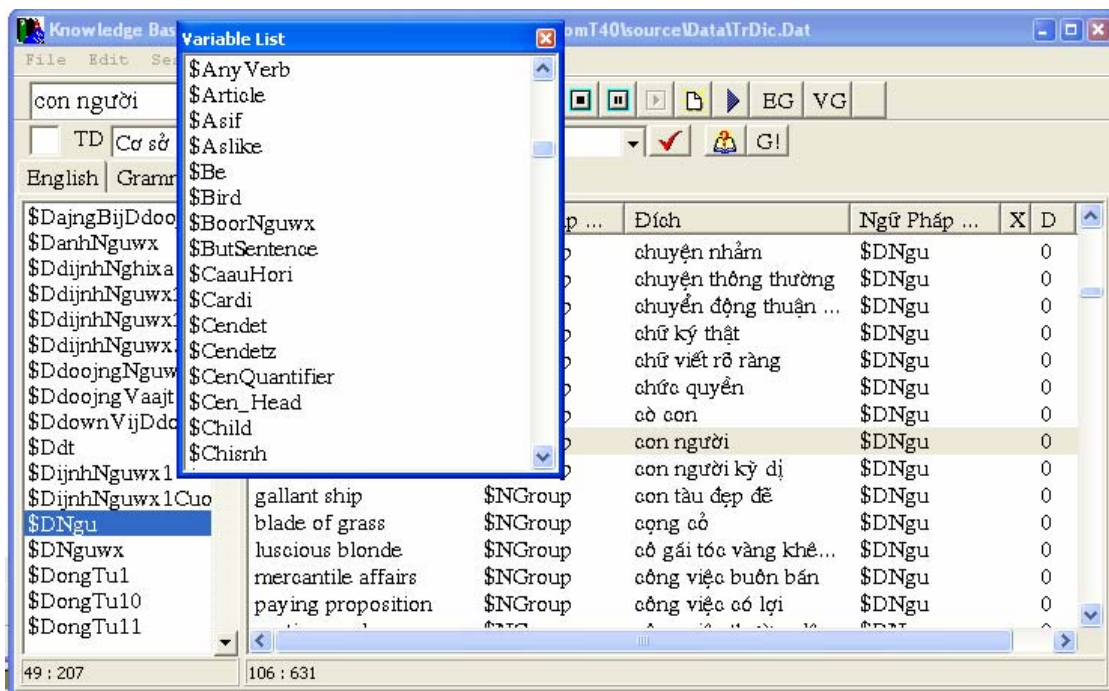 Knowledge Bas
omT40\source\Data\TrDic.Dat
Variable List
File Edit
$AnyVerb
$Article
$Asif
$Aslike
$Be
$Bird
$BoorNguwx
$ButSentence
$CaauHori
$Cardi
$Cendet
$Cendetz
$CenQuantifier
$Cen_Head
$Child
$Chisnh
con người
EG VG
TD Cơ sở
G!
English Gramr
$DajngBijDdoo
$DanhNguwx
$DdijnhNghixa
$DdijnhNguwx1
$DdijnhNguwx1
$DdijnhNguwx
$DdoojngNguw
$DdoojngVaajt
$DdownVijDdo
$Ddt
$DijnhNguwx1
$DijnhNguwx1Cuo
$DNgu
$DNguwx
$DongTu1
$DongTu10
$DongTu11
p ... Đích Ngữ Pháp ... X D
chuyện nhảm $DNgu 0
chuyện thông thường $DNgu 0
chuyển động thuận ... $DNgu 0
chữ ký thật $DNgu 0
chữ viết rõ ràng $DNgu 0
chức quyền $DNgu 0
cò con $DNgu 0
con người $DNgu 0
con người kỳ dị $DNgu 0
gallant ship $NGroup con tàu đẹp đẽ $DNgu 0
blade of grass $NGroup cọng cỏ $DNgu 0
luscious blonde $NGroup cô gái tóc vàng khê... $DNgu 0
mercantile affairs $NGroup công việc buôn bán $DNgu 0
paying proposition $NGroup công việc có lợi $DNgu 0
49 : 207
106 : 631